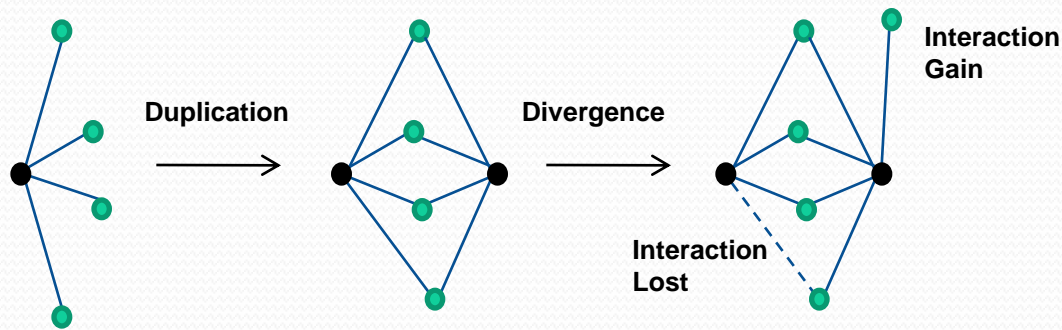 Interaction
Gain
Duplication
Divergence
Interaction
Lost